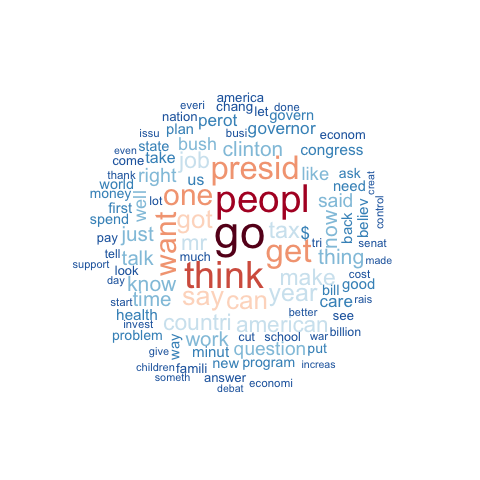 america
everi chang let done
nation perot govern
issu plan governor
busi econom
even state bush clinton congress
come take job presid like ask
thank right us need
world one peopl said creat
money first well lot got want now back believ control
spend mr go tax $ thing
pay just much get tri senat
tell talk think made
support look know say can year make bill good cost
day time care rais
start health countri american better see
invest problem work cut school war put billion
way minut question
give new program increas
children famili answer economi
someth debat